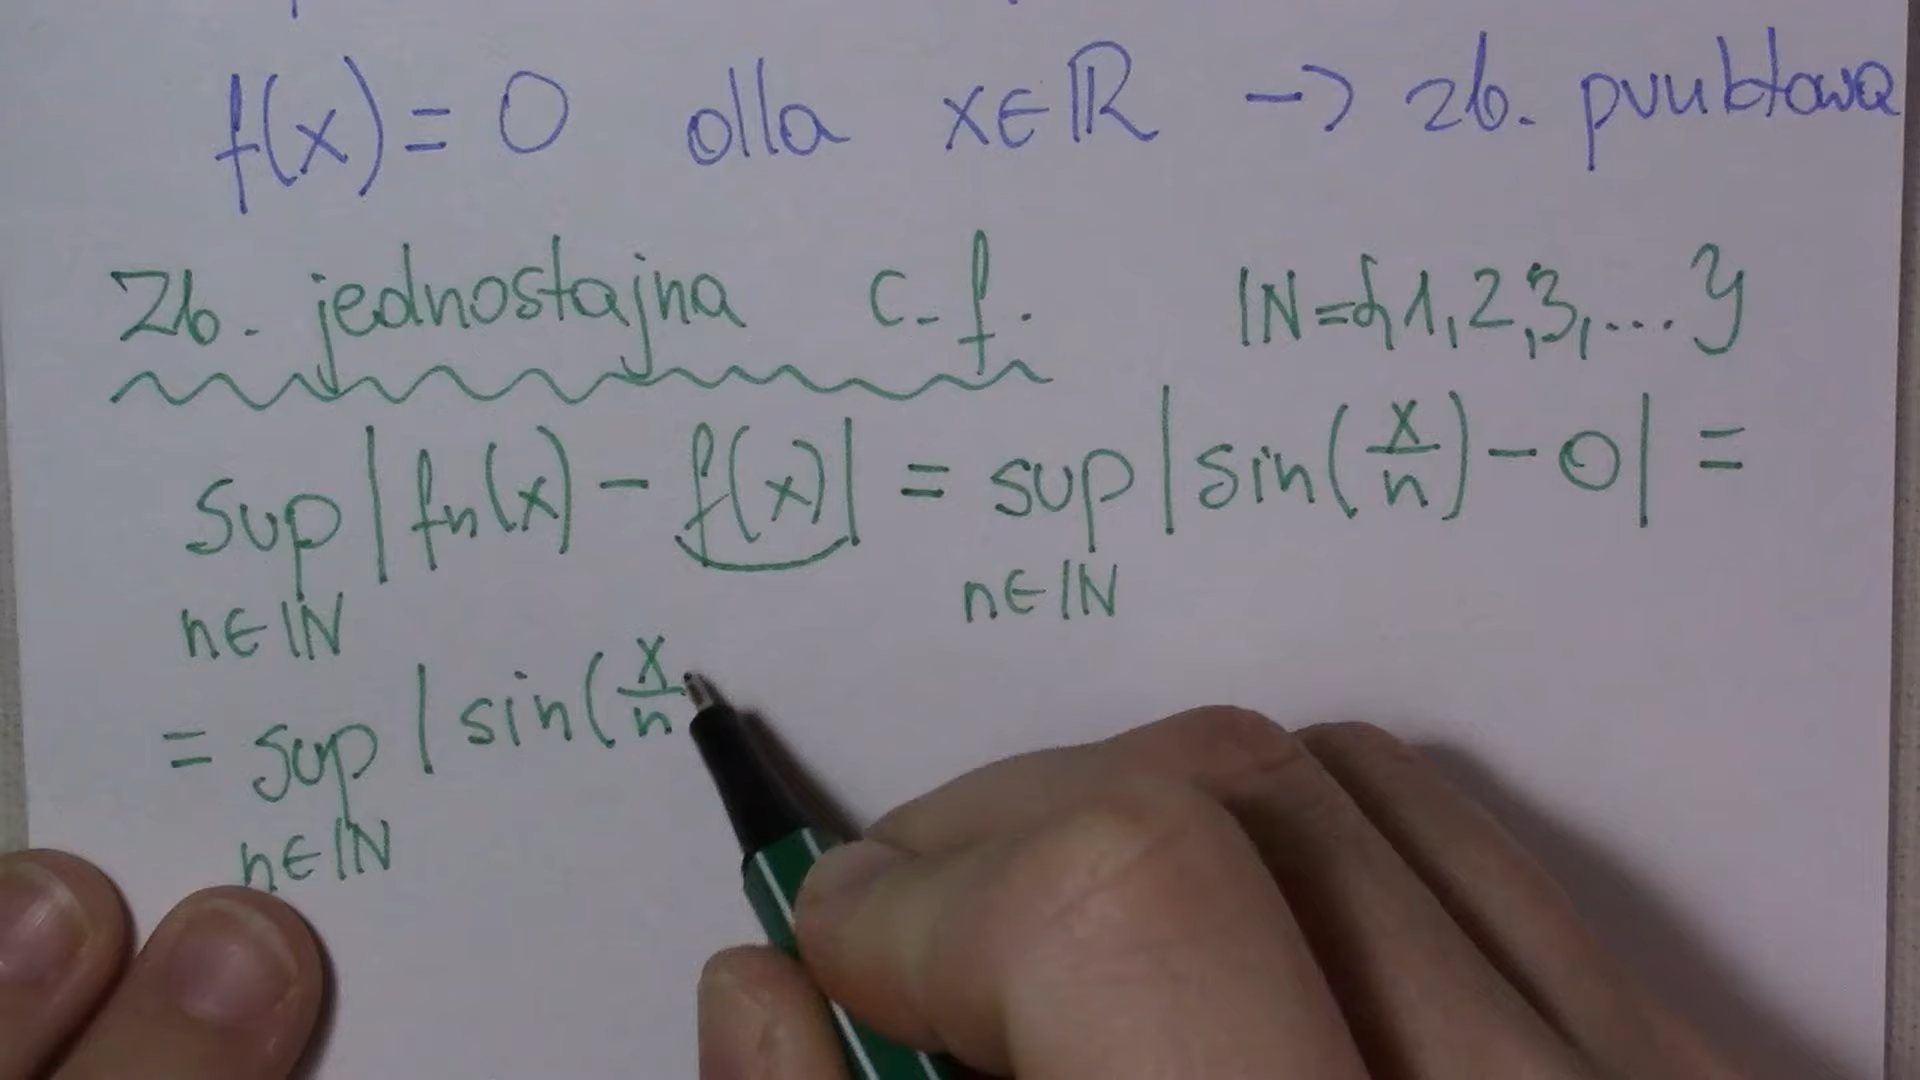 f(x) = 0 dla x∈ℝ → zb. punktowa
Zb. jednostajna c. f. ℕ={1,2,3,...}
sup |fn(x) - f(x)| = sup |sin(x/n) - 0| =
n∈ℕ n∈ℕ
= sup |sin(x/n
n∈ℕ